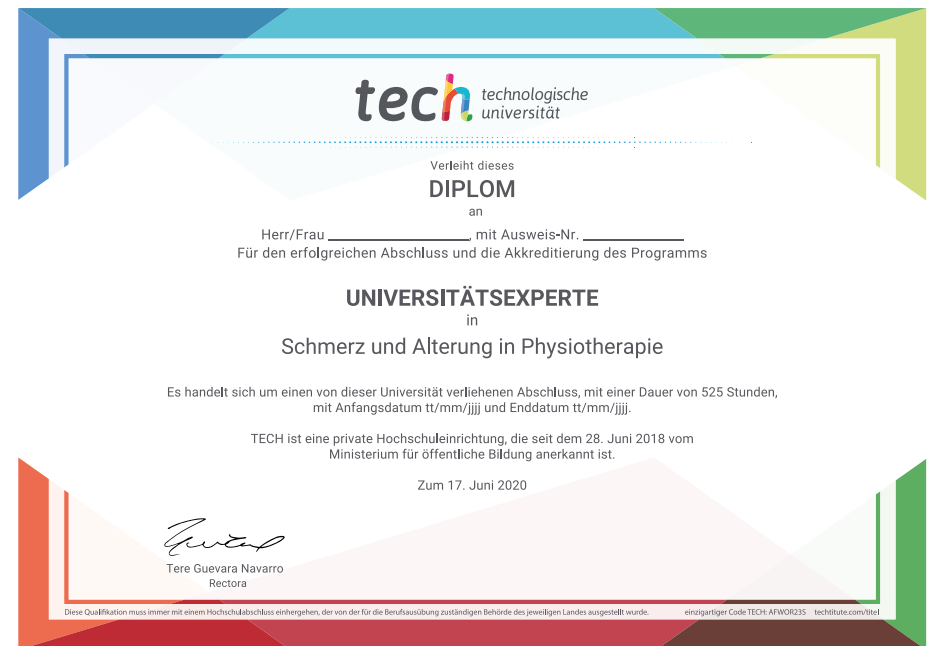 tech technologische
universität
Verleiht dieses
DIPLOM
an
Herr/Frau ____________________, mit Ausweis-Nr. ______________
Für den erfolgreichen Abschluss und die Akkreditierung des Programms
UNIVERSITÄTSEXPERTE
in
Schmerz und Alterung in Physiotherapie
Es handelt sich um einen von dieser Universität verliehenen Abschluss, mit einer Dauer von 525 Stunden,
mit Anfangsdatum tt/mm/jjjj und Enddatum tt/mm/jjjj.
TECH ist eine private Hochschuleinrichtung, die seit dem 28. Juni 2018 vom
Ministerium für öffentliche Bildung anerkannt ist.
Zum 17. Juni 2020
Tere Guevara Navarro
Rectora
Diese Qualifikation muss immer mit einem Hochschulabschluss einhergehen, der von der für die Berufsausübung zuständigen Behörde des jeweiligen Landes ausgestellt wurde. einzigartiger Code TECH: AFWOR23S techtitute.com/titel